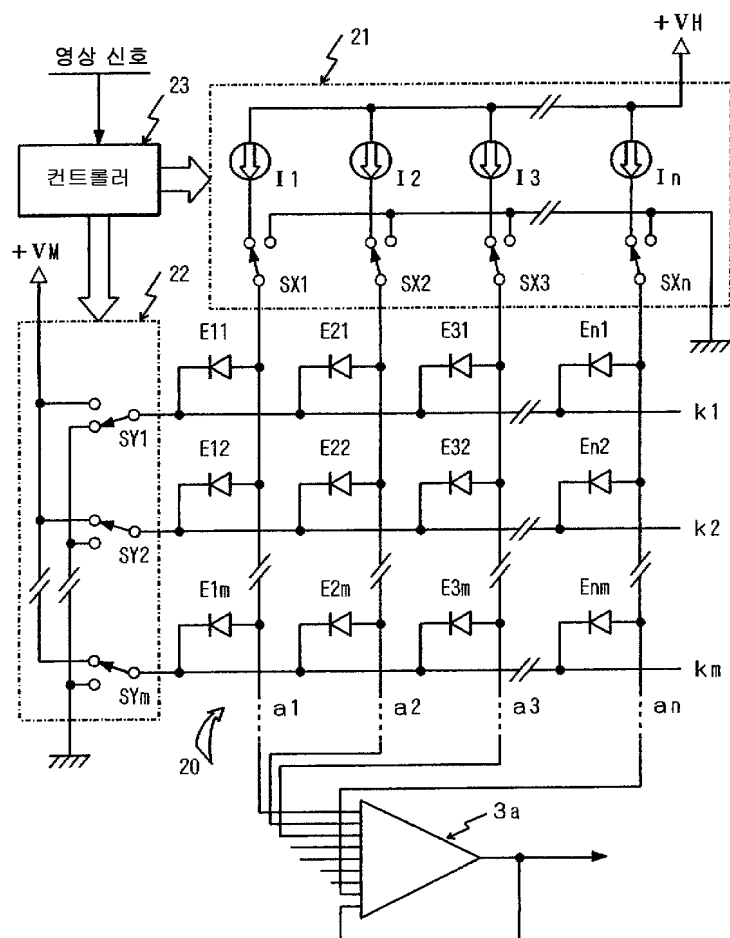 영상 신호
21
+VH
23
컨트롤러
I1
I2
I3
In
+VM
22
SX1
SX2
SX3
SXn
E11
E21
E31
En1
SY1
k1
E12
E22
E32
En2
SY2
k2
E1m
E2m
E3m
Enm
SYm
km
a1
a2
a3
an
20
3a